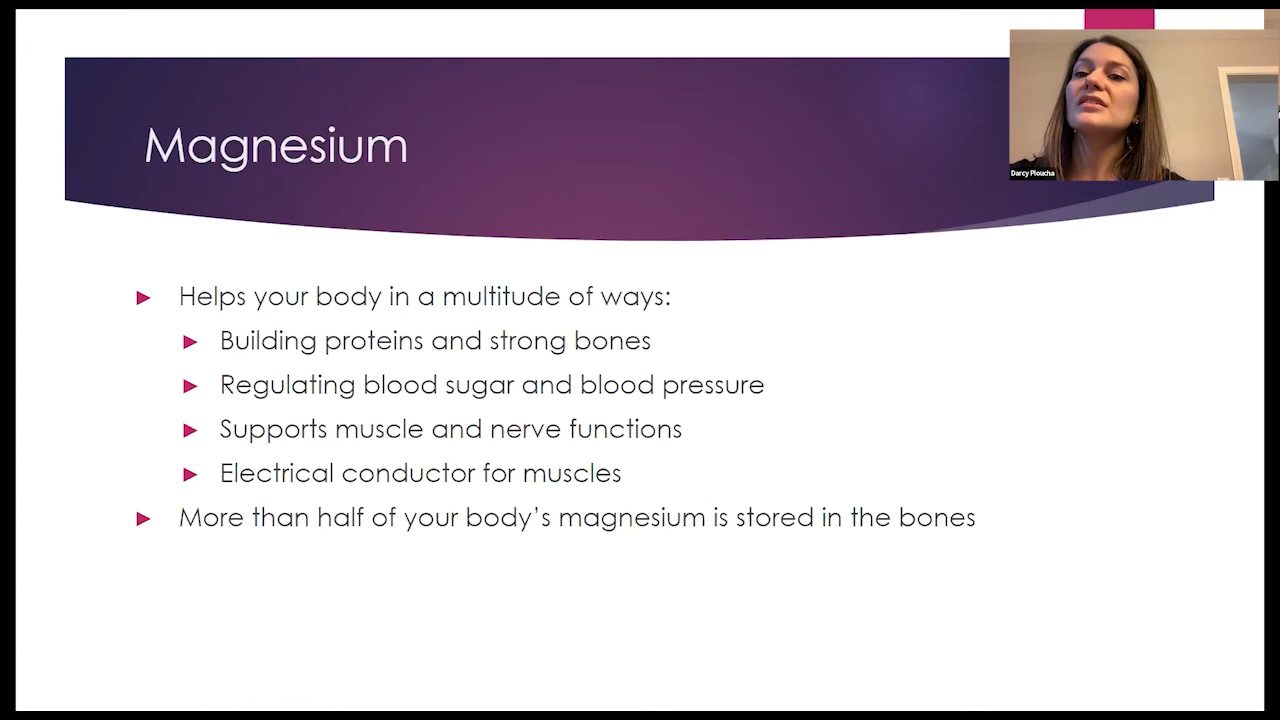 Magnesium
Darcy Ploucha
Helps your body in a multitude of ways:
Building proteins and strong bones
Regulating blood sugar and blood pressure
Supports muscle and nerve functions
Electrical conductor for muscles
More than half of your body's magnesium is stored in the bones